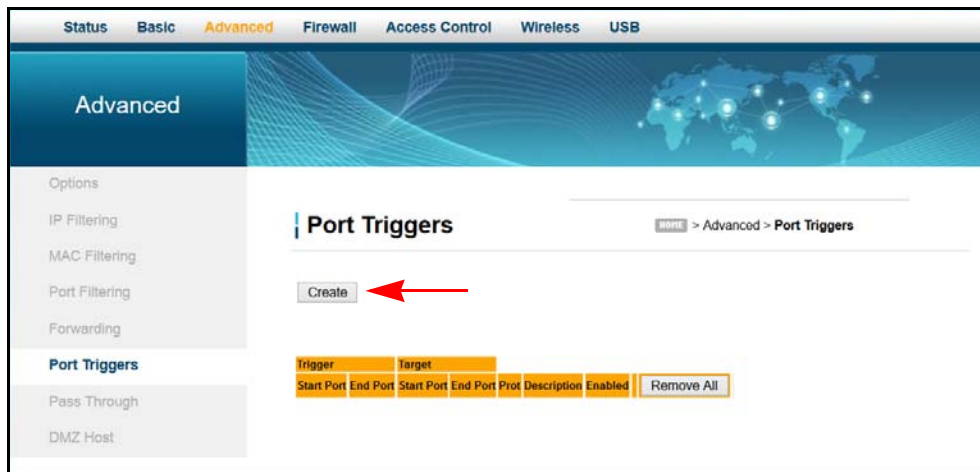 Status Basic Advanced Firewall Access Control Wireless USB
Advanced
Options
IP Filtering
MAC Filtering
Port Filtering
Forwarding
Port Triggers
Pass Through
DMZ Host
Port Triggers
HOME > Advanced > Port Triggers
Create
Trigger Target
Start Port End Port Start Port End Port Prot Description Enabled Remove All